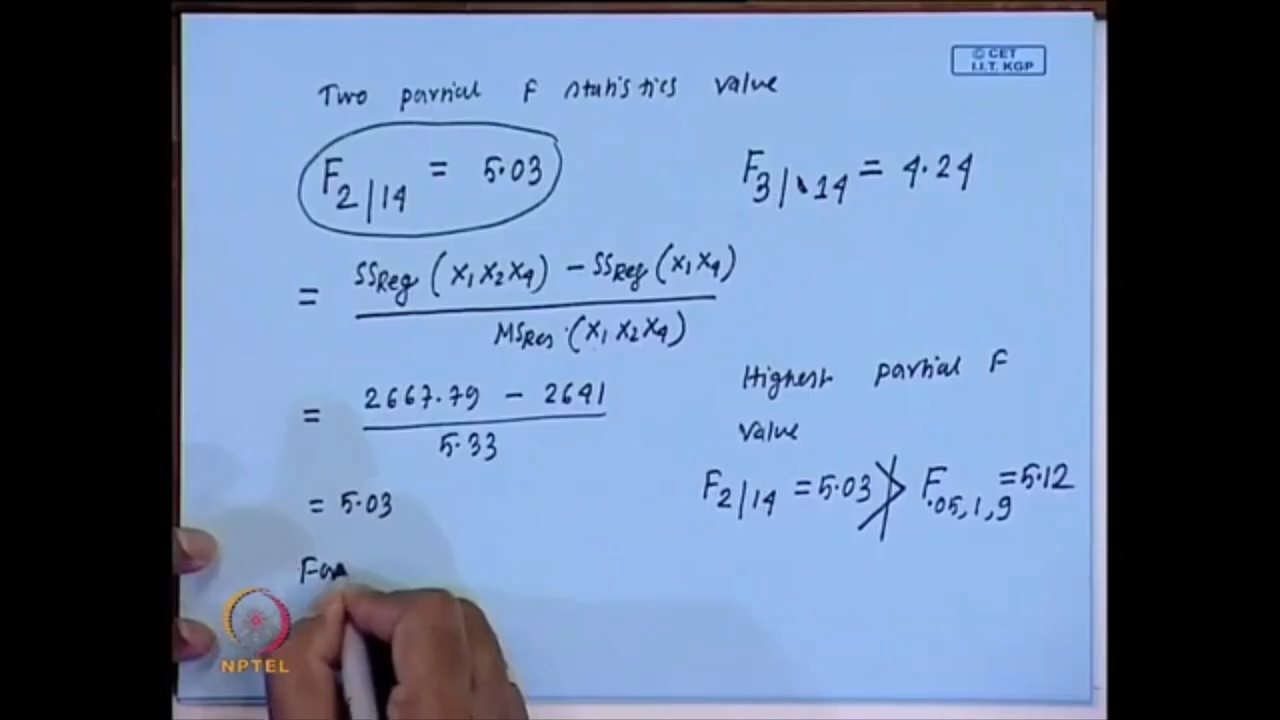 © CET
I.I.T. KGP
Two partial F statistics value
F2/14 = 5.03
F3/14 = 4.24
= SSReg (X1 X2 X4) - SSReg (X1 X4)
MSRes (X1 X2 X4)
= 2667.79 - 2641
5.33
= 5.03
Highest partial F
value
F2/14 = 5.03 > F.05,1,9 = 5.12
NPTEL